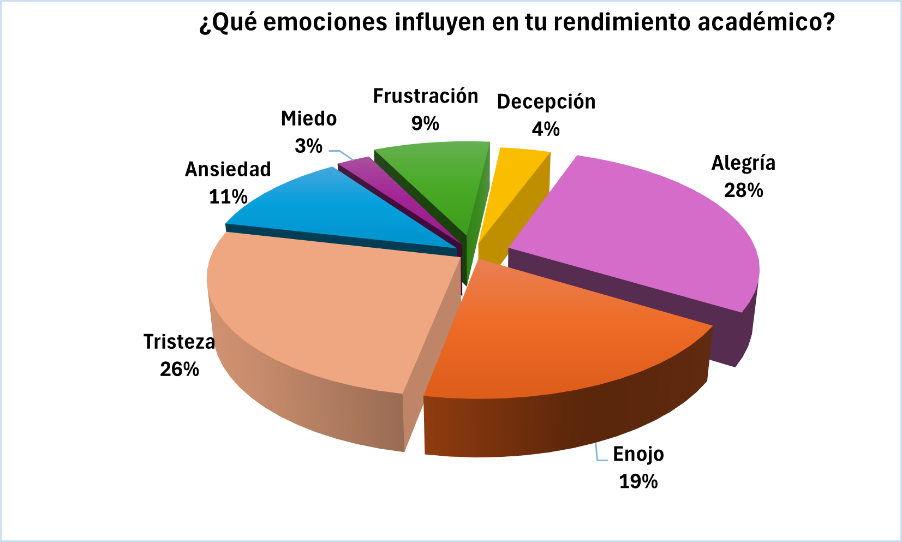 ¿Qué emociones influyen en tu rendimiento académico?
Frustración
9%
Decepción
4%
Miedo
3%
Alegría
28%
Ansiedad
11%
Tristeza
26%
Enojo
19%